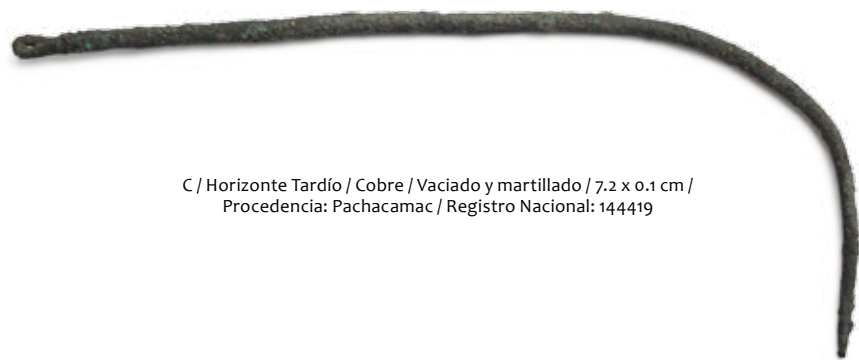 C / Horizonte Tardío / Cobre / Vaciado y martillado / 7.2 x 0.1 cm /
Procedencia: Pachacamac / Registro Nacional: 144419